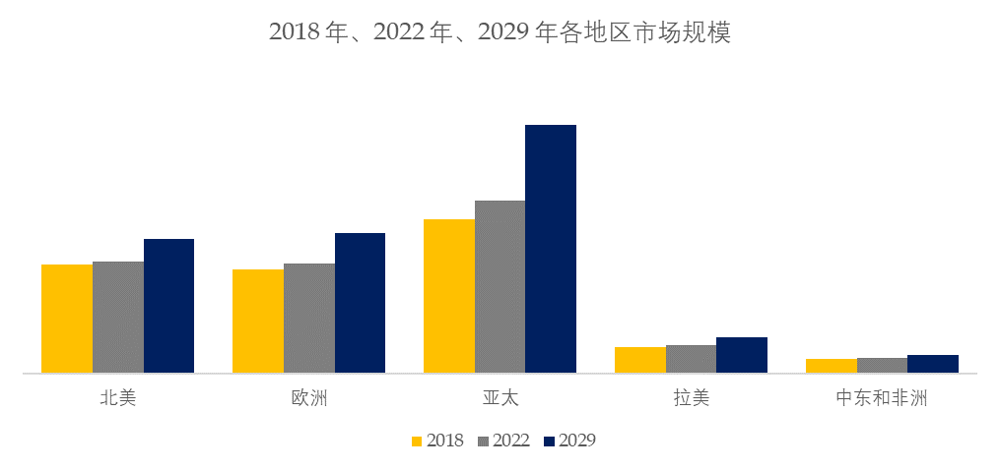 2018 年、2022 年、2029 年各地区市场规模
北美 欧洲 亚太 拉美 中东和非洲
2018 2022 2029